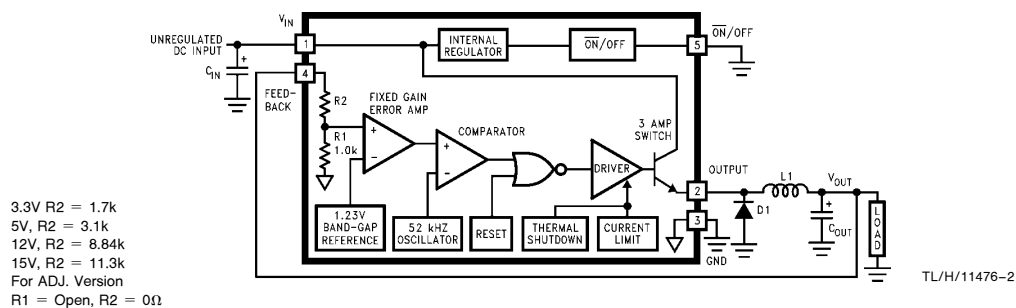 V_IN
UNREGULATED
DC INPUT
1
INTERNAL
REGULATOR
ON/OFF
5
ON/OFF
+
C_IN
4
FEED-
BACK
R2
FIXED GAIN
ERROR AMP
R1
1.0k
+
−
COMPARATOR
+
−
3 AMP
SWITCH
DRIVER
OUTPUT
2
L1
V_OUT
D1
+
C_OUT
LOAD
3
GND
1.23V
BAND-GAP
REFERENCE
52 kHZ
OSCILLATOR
RESET
THERMAL
SHUTDOWN
CURRENT
LIMIT
3.3V R2 = 1.7k
5V, R2 = 3.1k
12V, R2 = 8.84k
15V, R2 = 11.3k
For ADJ. Version
R1 = Open, R2 = 0Ω
TL/H/11476–2